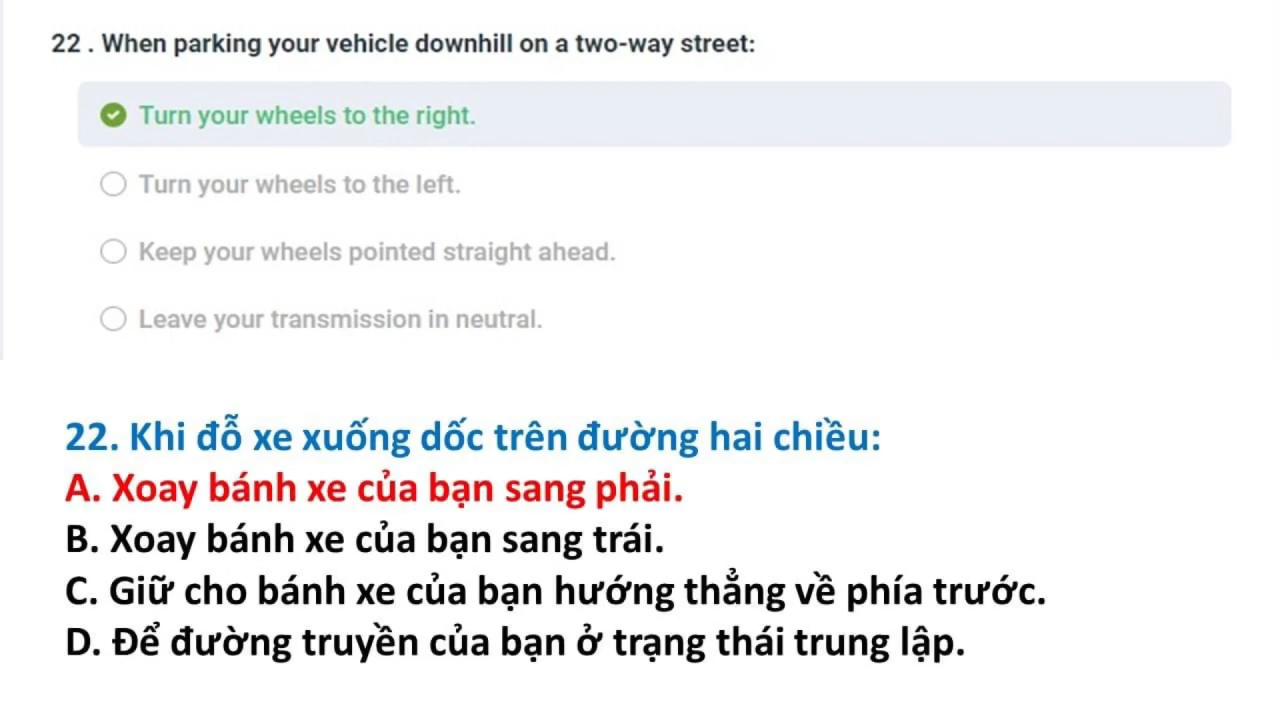 22 . When parking your vehicle downhill on a two-way street:
Turn your wheels to the right.
Turn your wheels to the left.
Keep your wheels pointed straight ahead.
Leave your transmission in neutral.
22. Khi đỗ xe xuống dốc trên đường hai chiều:
A. Xoay bánh xe của bạn sang phải.
B. Xoay bánh xe của bạn sang trái.
C. Giữ cho bánh xe của bạn hướng thẳng về phía trước.
D. Để đường truyền của bạn ở trạng thái trung lập.